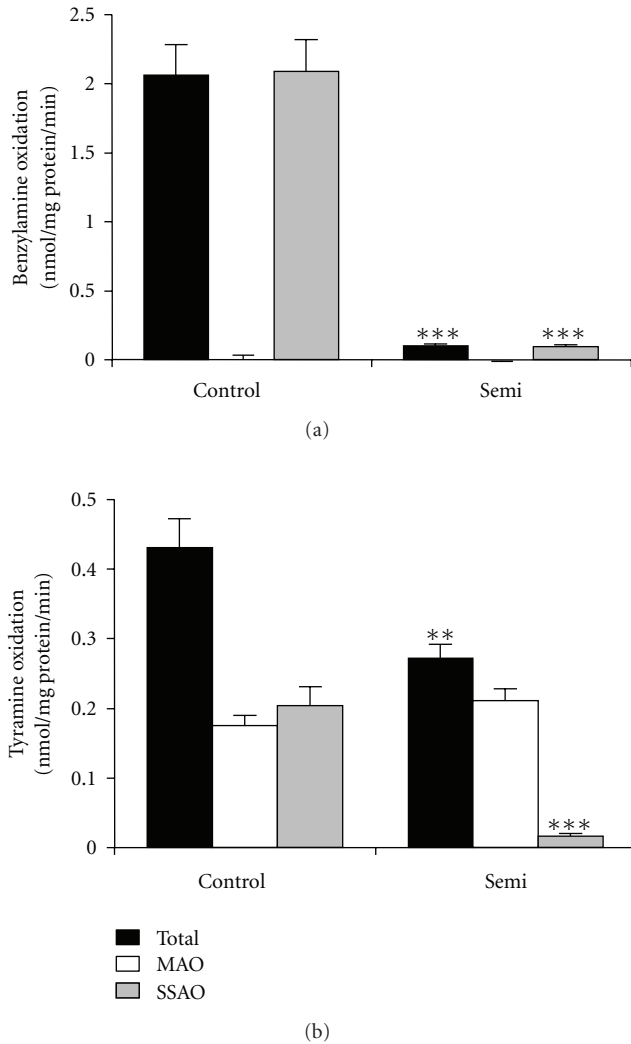 Benzylamine oxidation
(nmol/mg protein/min)
2.5
2
1.5
1
0.5
0
***
***
Control
Semi
(a)
Tyramine oxidation
(nmol/mg protein/min)
0.5
0.4
0.3
0.2
0.1
0
**
***
Control
Semi
Total
MAO
SSAO
(b)